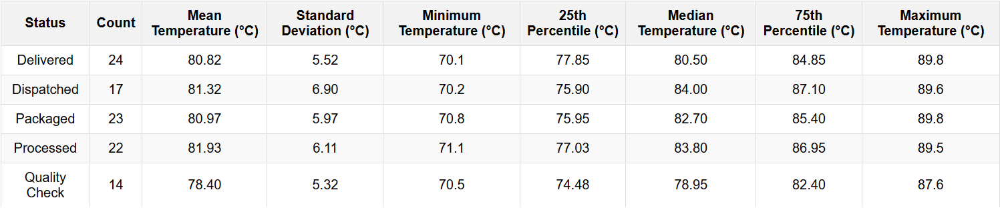 Status Count Mean Temperature (°C) Standard Deviation (°C) Minimum Temperature (°C) 25th Percentile (°C) Median Temperature (°C) 75th Percentile (°C) Maximum Temperature (°C)
Delivered 24 80.82 5.52 70.1 77.85 80.50 84.85 89.8
Dispatched 17 81.32 6.90 70.2 75.90 84.00 87.10 89.6
Packaged 23 80.97 5.97 70.8 75.95 82.70 85.40 89.8
Processed 22 81.93 6.11 71.1 77.03 83.80 86.95 89.5
Quality Check 14 78.40 5.32 70.5 74.48 78.95 82.40 87.6